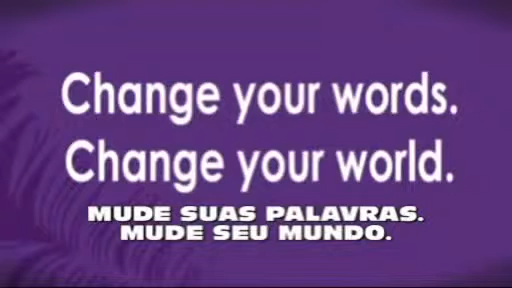 Change your words.
Change your world.
MUDE SUAS PALAVRAS.
MUDE SEU MUNDO.